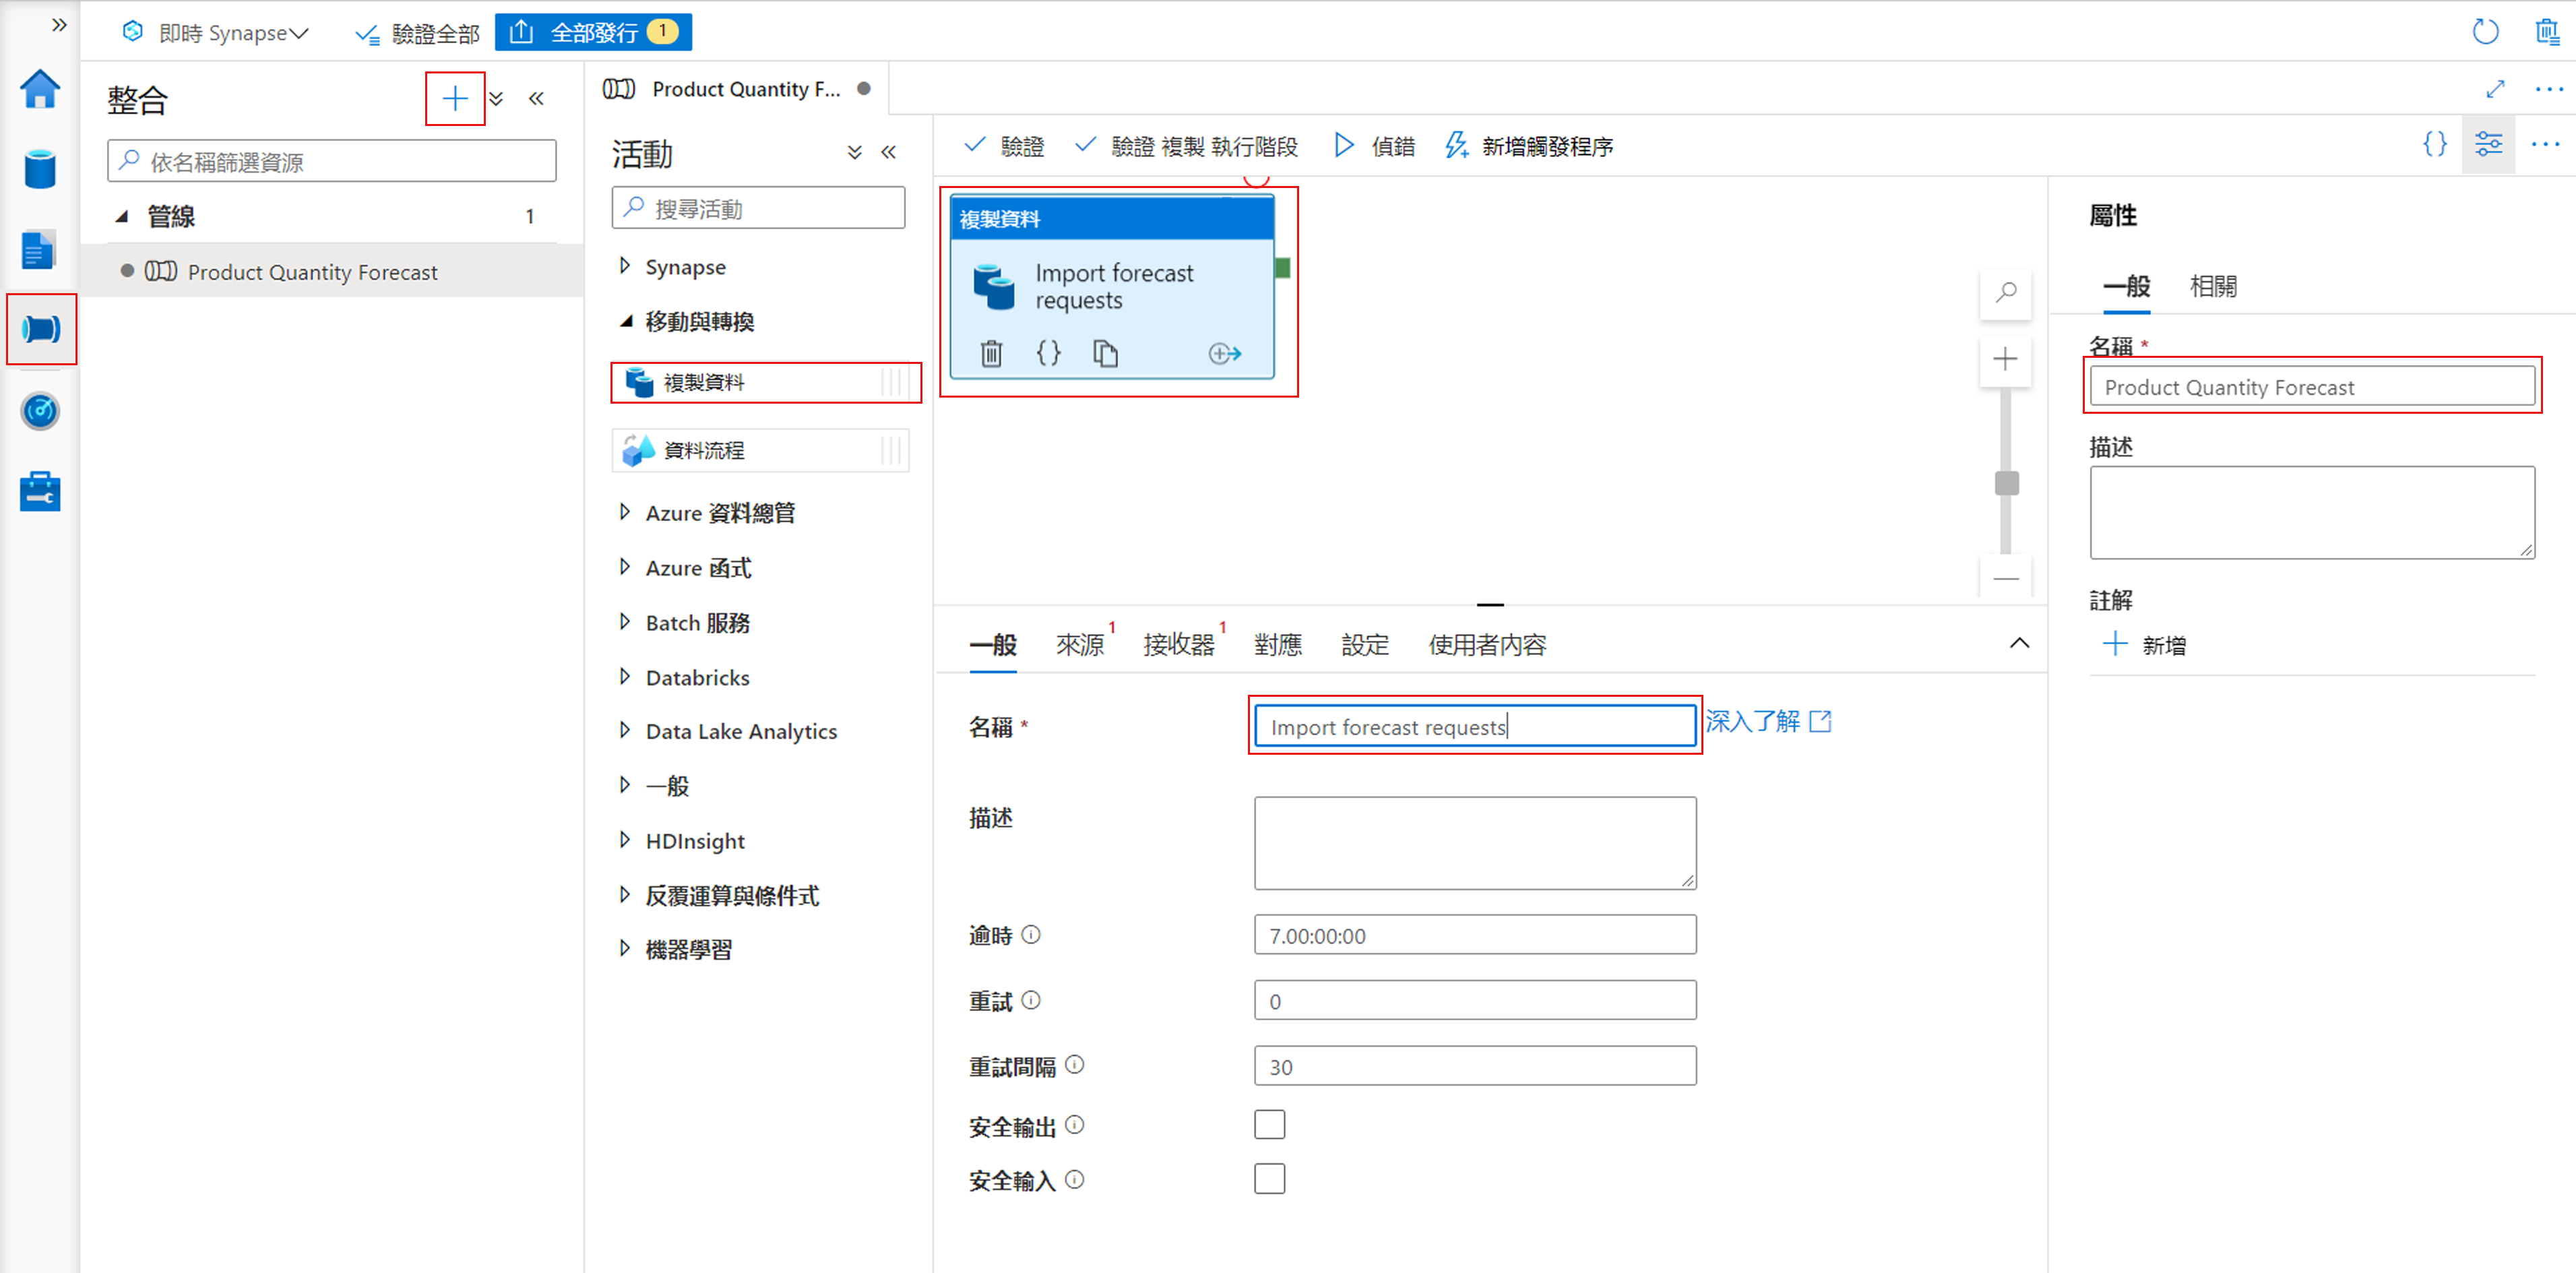 即時 Synapse
驗證全部
全部發行 1
整合
依名稱篩選資源
管線 1
Product Quantity Forecast
Product Quantity F...
活動
搜尋活動
Synapse
移動與轉換
複製資料
資料流程
Azure 資料總管
Azure 函式
Batch 服務
Databricks
Data Lake Analytics
一般
HDInsight
反覆運算與條件式
機器學習
驗證
驗證 複製 執行階段
偵錯
新增觸發程序
複製資料
Import forecast
requests
一般
來源 1
接收器 1
對應
設定
使用者內容
名稱 *
Import forecast requests
深入了解
描述
逾時
7.00:00:00
重試
0
重試間隔
30
安全輸出
安全輸入
屬性
一般
相關
名稱 *
Product Quantity Forecast
描述
註解
新增